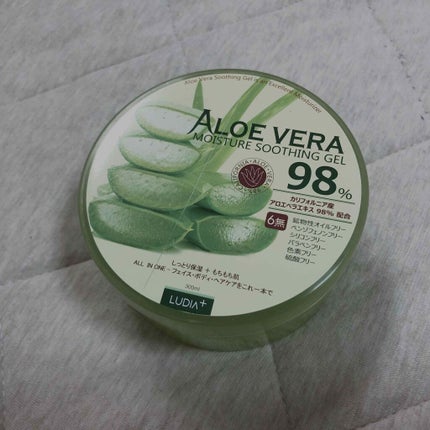 Aloe Vera Soothing Gel is an Excellent Moisturizer
ALOE VERA
MOISTURE SOOTHING GEL
CALIFORNIA • ALOE • VERA
98%
カリフォルニア産
アロエベラエキス 98% 配合
6無
鉱物性オイルフリー
ベンゾフェノンフリー
シリコンフリー
パラベンフリー
色素フリー
硫酸フリー
しっとり保湿 + もちもち肌
ALL IN ONE・フェイス・ボディ・ヘアケアをこれ一本で
300ml
LUDIA+